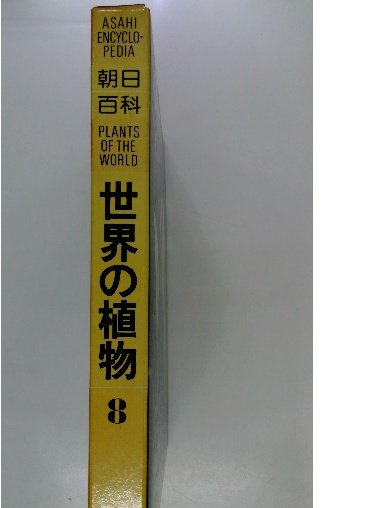 ASAHI
ENCYCLO-
PEDIA
朝日
百科
PLANTS
OF THE
WORLD
世界の植物
8